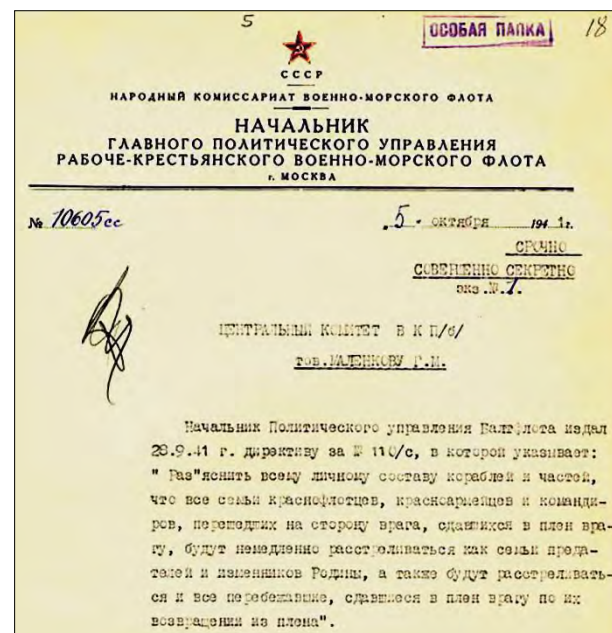 5
ОСОБАЯ ПАПКА 18
СССР
НАРОДНЫЙ КОМИССАРИАТ ВОЕННО-МОРСКОГО ФЛОТА
НАЧАЛЬНИК
ГЛАВНОГО ПОЛИТИЧЕСКОГО УПРАВЛЕНИЯ
РАБОЧЕ-КРЕСТЬЯНСКОГО ВОЕННО-МОРСКОГО ФЛОТА
г. МОСКВА
№ 10605сс „5" октября 1941г.
СРОЧНО
СОВЕРШЕННО СЕКРЕТНО
экз.№ 1.
ЦЕНТРАЛЬНЫЙ КОМИТЕТ В К П/б/
тов.МАЛЕНКОВУ Г.М.
Начальник Политического управления Балтфлота издал
28.9.41 г. директиву за № 110/с, в которой указывает:
" Раз"яснить всему личному составу кораблей и частей,
что все семьи краснофлотцев, красноармейцев и команди-
ров, перешедших на сторону врага, сдавшихся в плен вра-
гу, будут немедленно расстреливаться как семьи преда-
телей и изменников Родины, а также будут расстреливать-
ся и все перебежавшие, сдавшиеся в плен врагу по их
возвращении из плена".